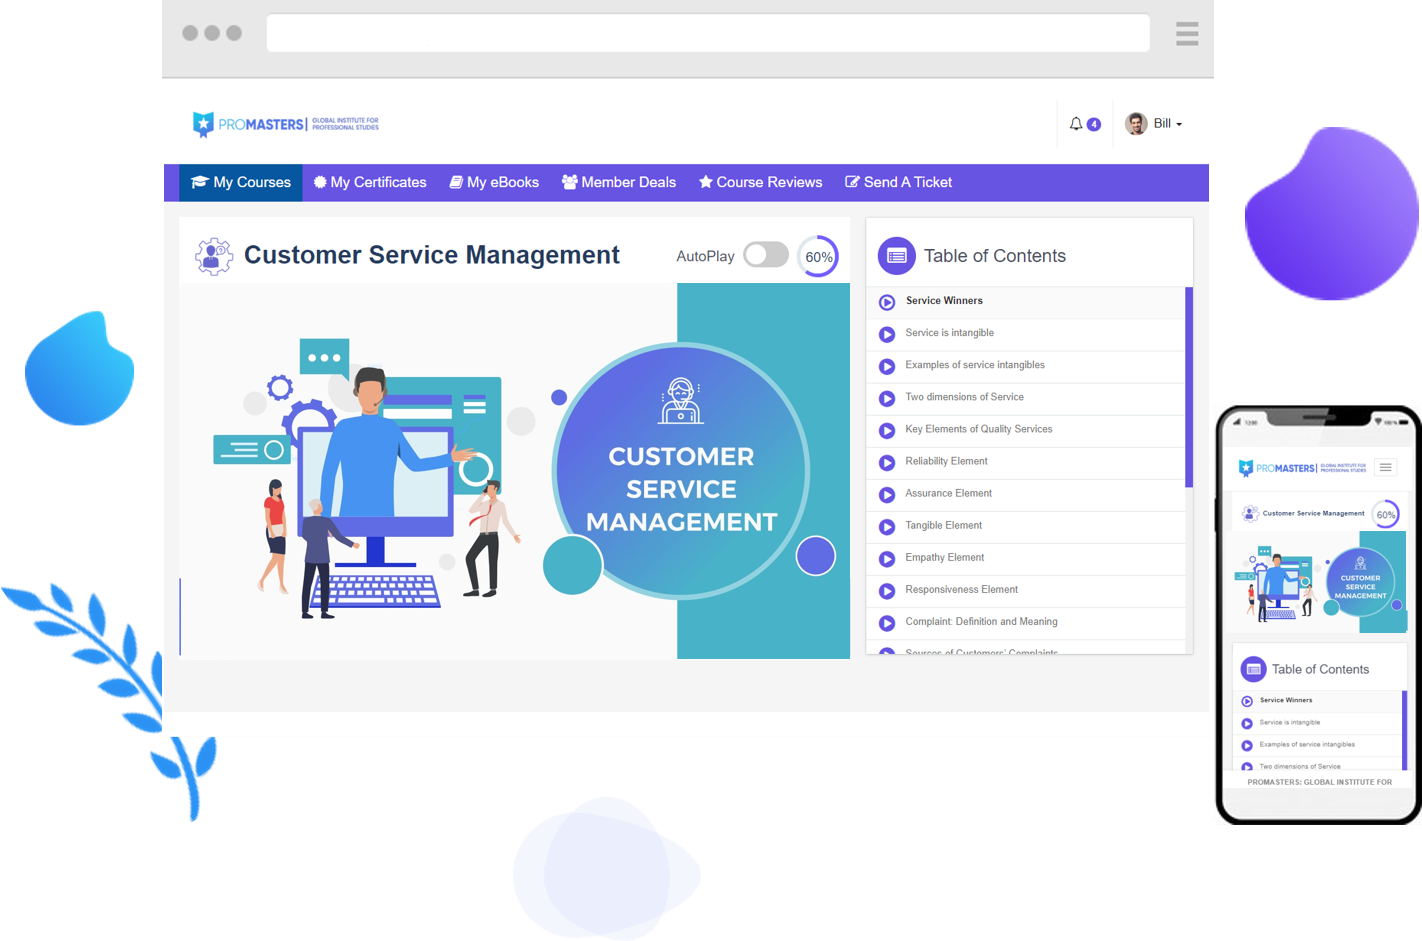 PROMASTERS| GLOBAL INSTITUTE FOR
PROFESSIONAL STUDIES
4
Bill
My Courses
My Certificates
My eBooks
Member Deals
Course Reviews
Send A Ticket
Customer Service Management
AutoPlay
60%
CUSTOMER
SERVICE
MANAGEMENT
Table of Contents
Service Winners
Service is intangible
Examples of service intangibles
Two dimensions of Service
Key Elements of Quality Services
Reliability Element
Assurance Element
Tangible Element
Empathy Element
Responsiveness Element
Complaint: Definition and Meaning
Sources of Customers' Complaints
PROMASTERS| GLOBAL INSTITUTE FOR
PROFESSIONAL STUDIES
Customer Service Management
60%
CUSTOMER
SERVICE
MANAGEMENT
Table of Contents
Service Winners
Service is intangible
Examples of service intangibles
Two dimensions of Service
PROMASTERS: GLOBAL INSTITUTE FOR